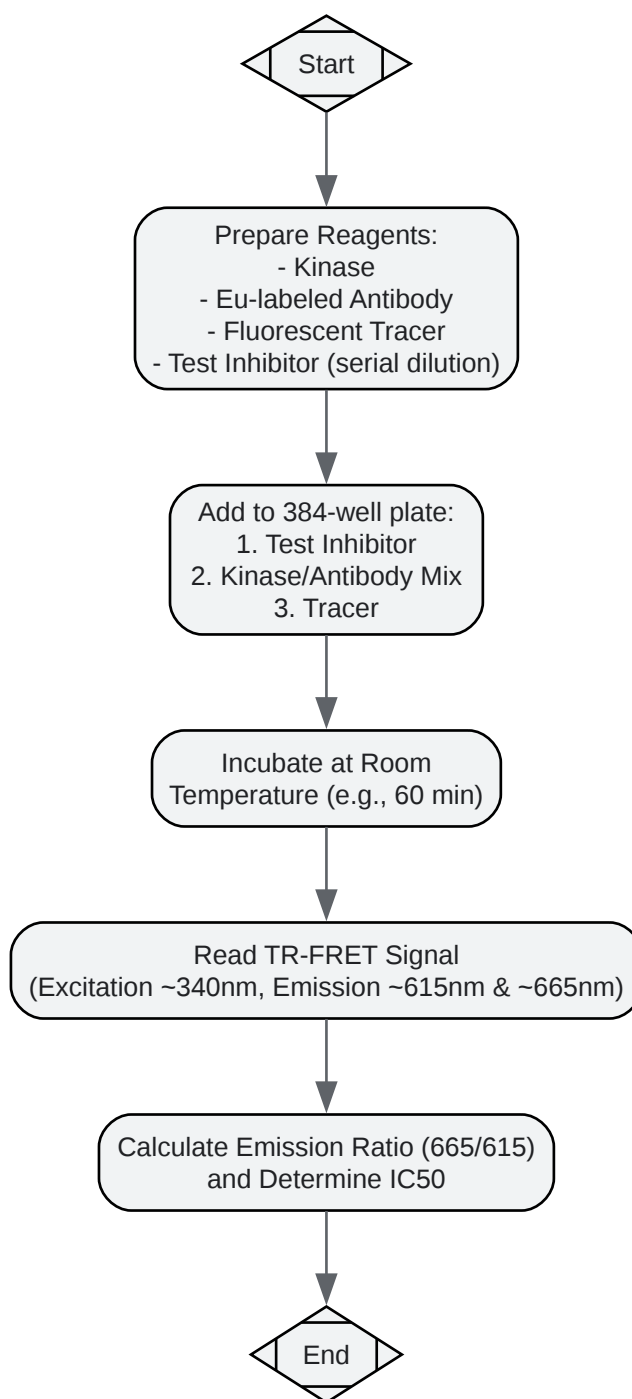 Start
Prepare Reagents:
- Kinase
- Eu-labeled Antibody
- Fluorescent Tracer
- Test Inhibitor (serial dilution)
Add to 384-well plate:
1. Test Inhibitor
2. Kinase/Antibody Mix
3. Tracer
Incubate at Room
Temperature (e.g., 60 min)
Read TR-FRET Signal
(Excitation ~340nm, Emission ~615nm & ~665nm)
Calculate Emission Ratio (665/615)
and Determine IC50
End